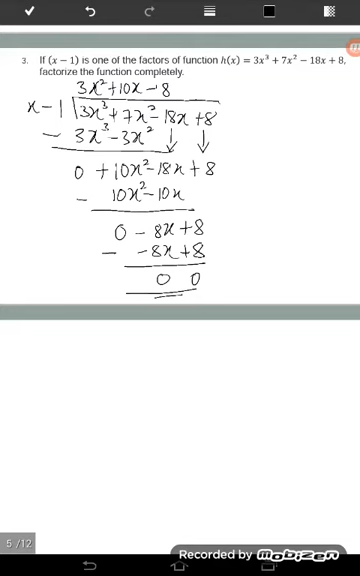 3. If (x − 1) is one of the factors of function h(x) = 3x³ + 7x² − 18x + 8,
factorize the function completely.
3x² + 10x − 8
x − 1 3x³ + 7x² − 18x + 8
− 3x³ − 3x²
0 + 10x² − 18x + 8
− 10x² − 10x
0 − 8x + 8
− − 8x + 8
0 0
5 /12
Recorded by Mobizen